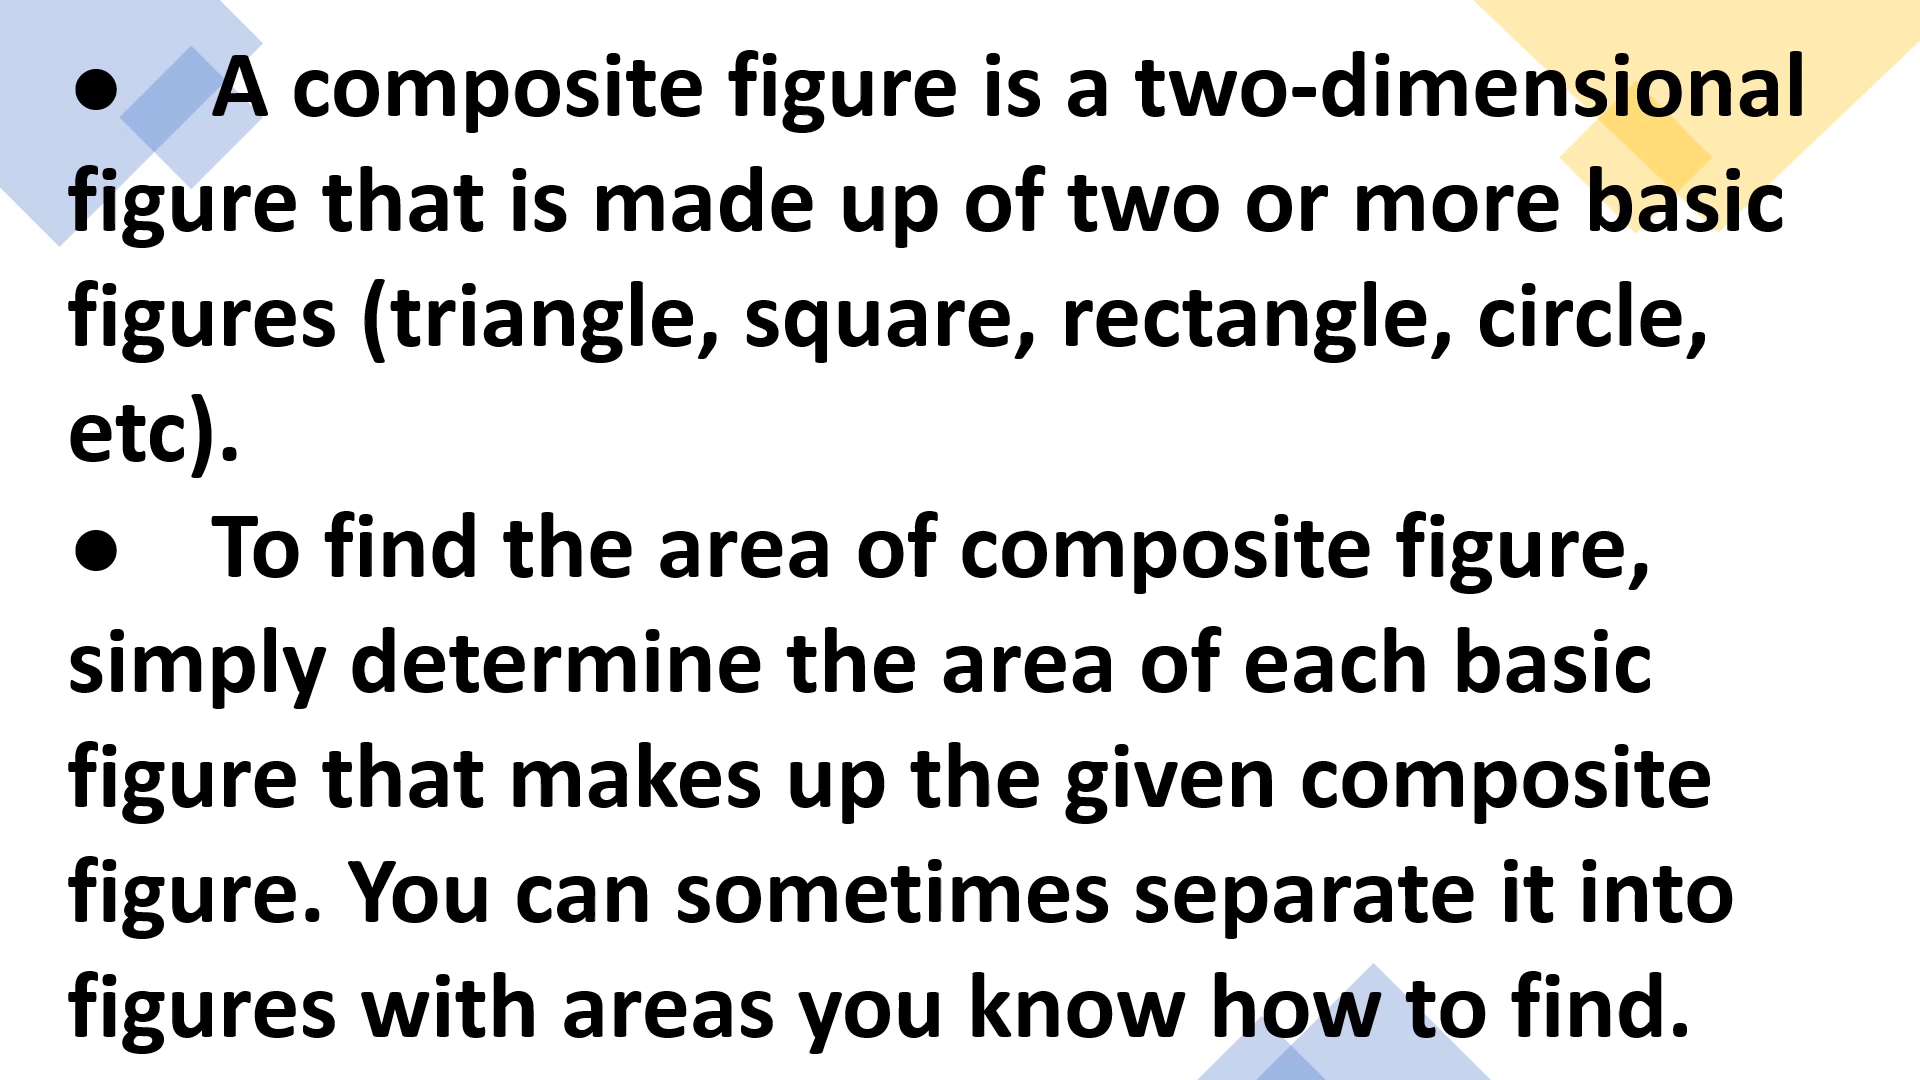 ● A composite figure is a two-dimensional
figure that is made up of two or more basic
figures (triangle, square, rectangle, circle,
etc).
● To find the area of composite figure,
simply determine the area of each basic
figure that makes up the given composite
figure. You can sometimes separate it into
figures with areas you know how to find.